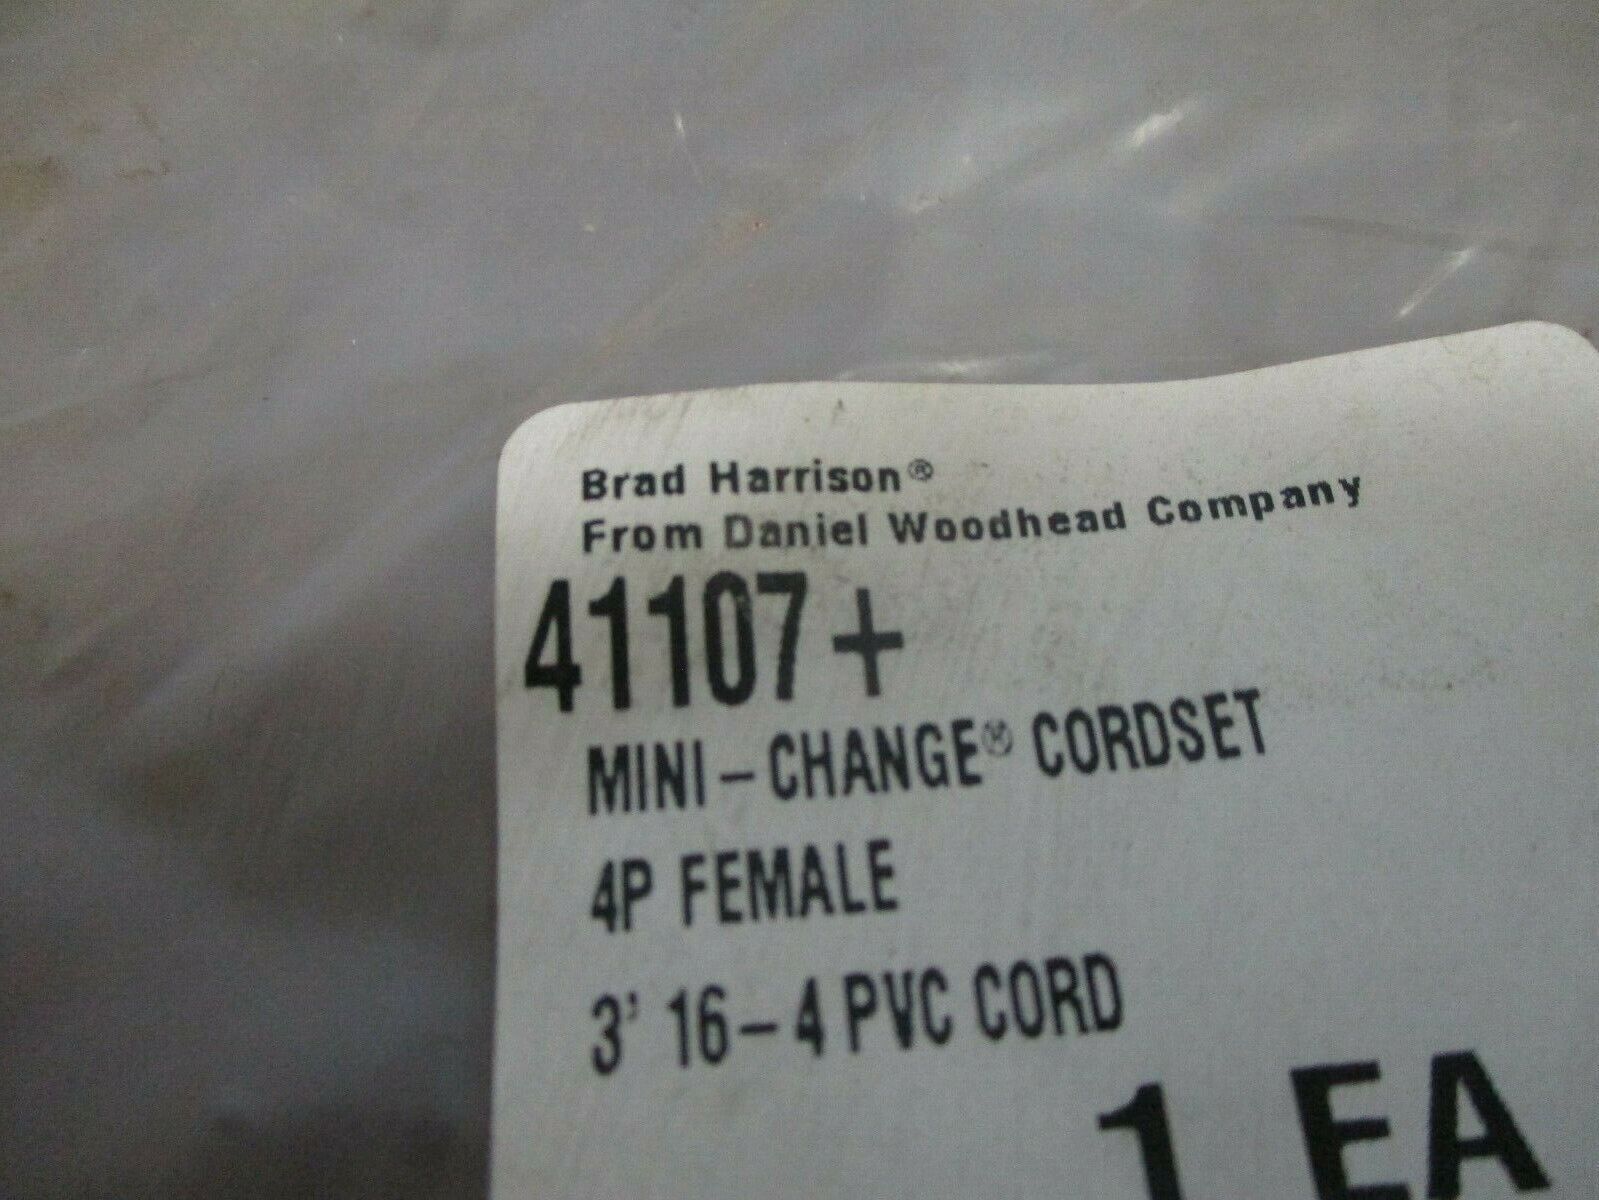 Brad Harrison®
From Daniel Woodhead Company
41107+
MINI-CHANGE® CORDSET
4P FEMALE
3' 16-4 PVC CORD
1 EA